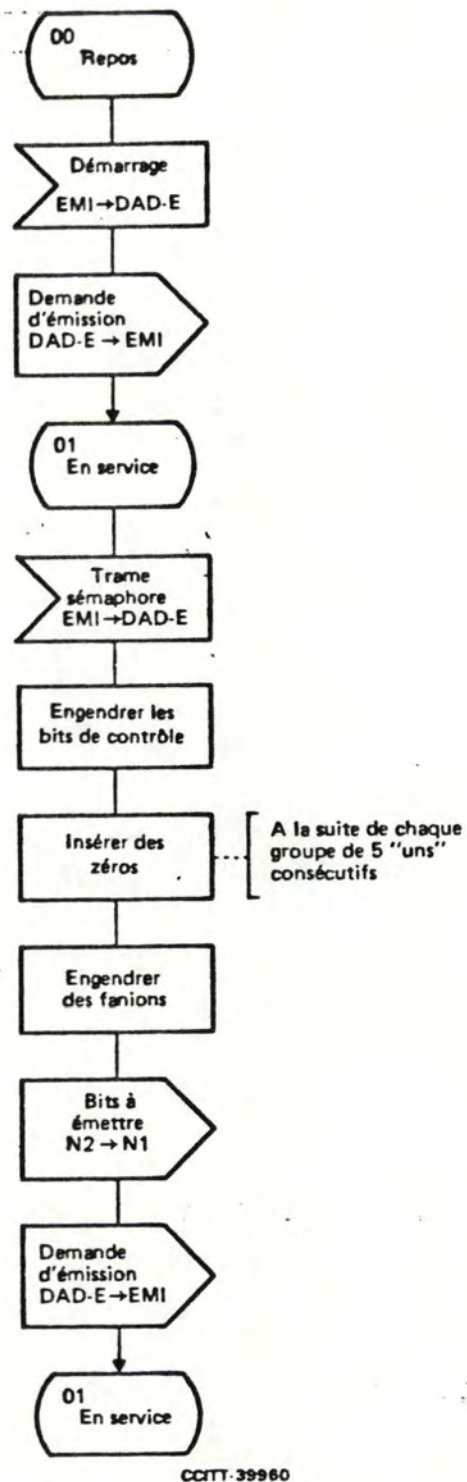 00
Repos
Démarrage
EMI→DAD-E
Demande
d'émission
DAD-E → EMI
01
En service
Trame
sémaphore
EMI→DAD-E
Engendrer les
bits de contrôle
Insérer des
zéros
A la suite de chaque
groupe de 5 "uns"
consécutifs
Engendrer
des fanions
Bits à
émettre
N2 → N1
Demande
d'émission
DAD-E→EMI
01
En service
CCITT-39960